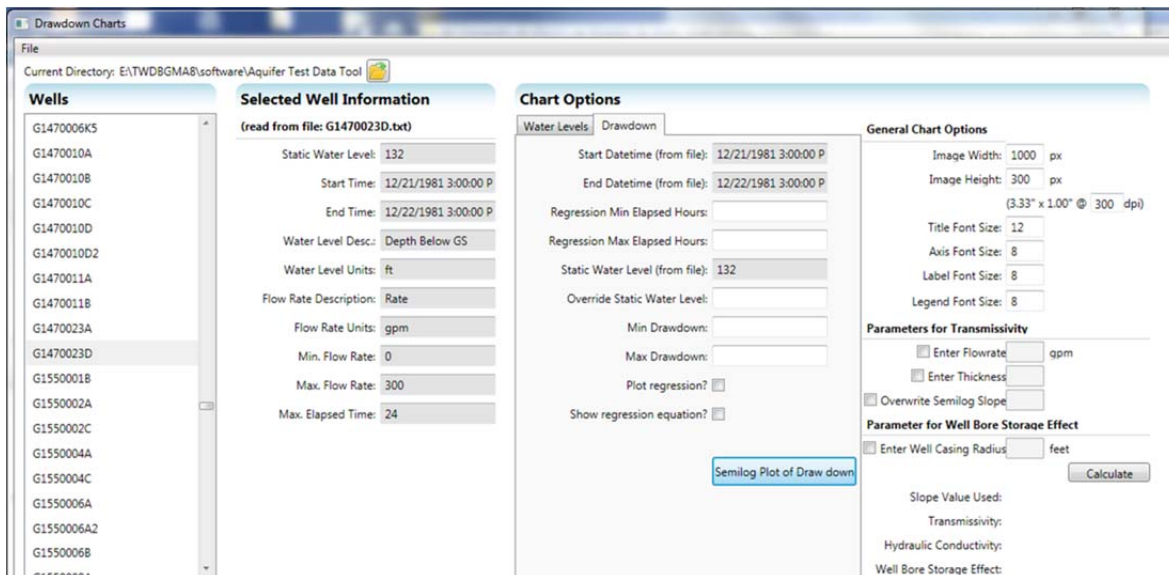 Drawdown Charts
File
Current Directory: E:\TWDBGMA8\software\Aquifer Test Data Tool
Wells
G1470006K5
G1470010A
G1470010B
G1470010C
G1470010D
G1470010D2
G1470011A
G1470011B
G1470023A
G1470023D
G1550001B
G1550002A
G1550002C
G1550004A
G1550004C
G1550006A
G1550006A2
G1550006B
Selected Well Information
(read from file: G1470023D.txt)
Static Water Level: 132
Start Time: 12/21/1981 3:00:00 P
End Time: 12/22/1981 3:00:00 P
Water Level Desc.: Depth Below GS
Water Level Units: ft
Flow Rate Description: Rate
Flow Rate Units: gpm
Min. Flow Rate: 0
Max. Flow Rate: 300
Max. Elapsed Time: 24
Chart Options
Water Levels Drawdown
Start Datetime (from file): 12/21/1981 3:00:00 P
End Datetime (from file): 12/22/1981 3:00:00 P
Regression Min Elapsed Hours:
Regression Max Elapsed Hours:
Static Water Level (from file): 132
Override Static Water Level:
Min Drawdown:
Max Drawdown:
Plot regression?
Show regression equation?
Semilog Plot of Draw down
General Chart Options
Image Width: 1000 px
Image Height: 300 px
(3.33" x 1.00" @ 300 dpi)
Title Font Size: 12
Axis Font Size: 8
Label Font Size: 8
Legend Font Size: 8
Parameters for Transmissivity
Enter Flowrate gpm
Enter Thickness
Overwrite Semilog Slope
Parameter for Well Bore Storage Effect
Enter Well Casing Radius feet
Calculate
Slope Value Used:
Transmissivity:
Hydraulic Conductivity:
Well Bore Storage Effect: